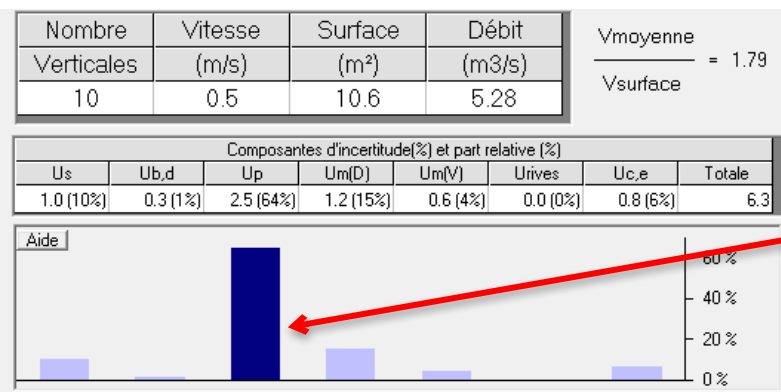 Nombre Vitesse Surface Débit
Verticales (m/s) (m²) (m3/s)
10 0.5 10.6 5.28
Vmoyenne
= 1.79
Vsurface
Composantes d'incertitude(%) et part relative (%)
Us Ub,d Up Um(D) Um(V) Urives Uc,e Totale
1.0 (10%) 0.3 (1%) 2.5 (64%) 1.2 (15%) 0.6 (4%) 0.0 (0%) 0.8 (6%) 6.3
Aide
60 %
40 %
20 %
0 %